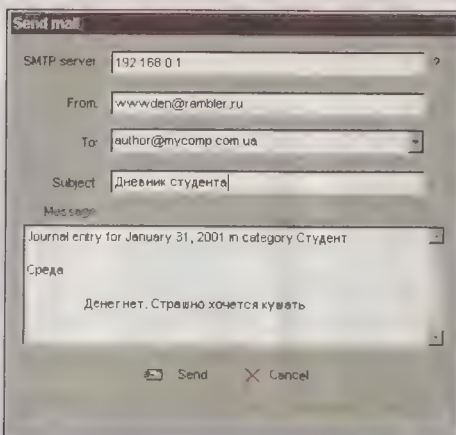 Send mail
SMTP server 192 168 0 1 ?
From: wwwden@rambler.ru
To: author@mycomp com ua
Subject Дневник студента
Message
Journal entry for January 31, 2001 in category Студент
Среда
Денег нет. Страшно хочется кушать
Send Cancel